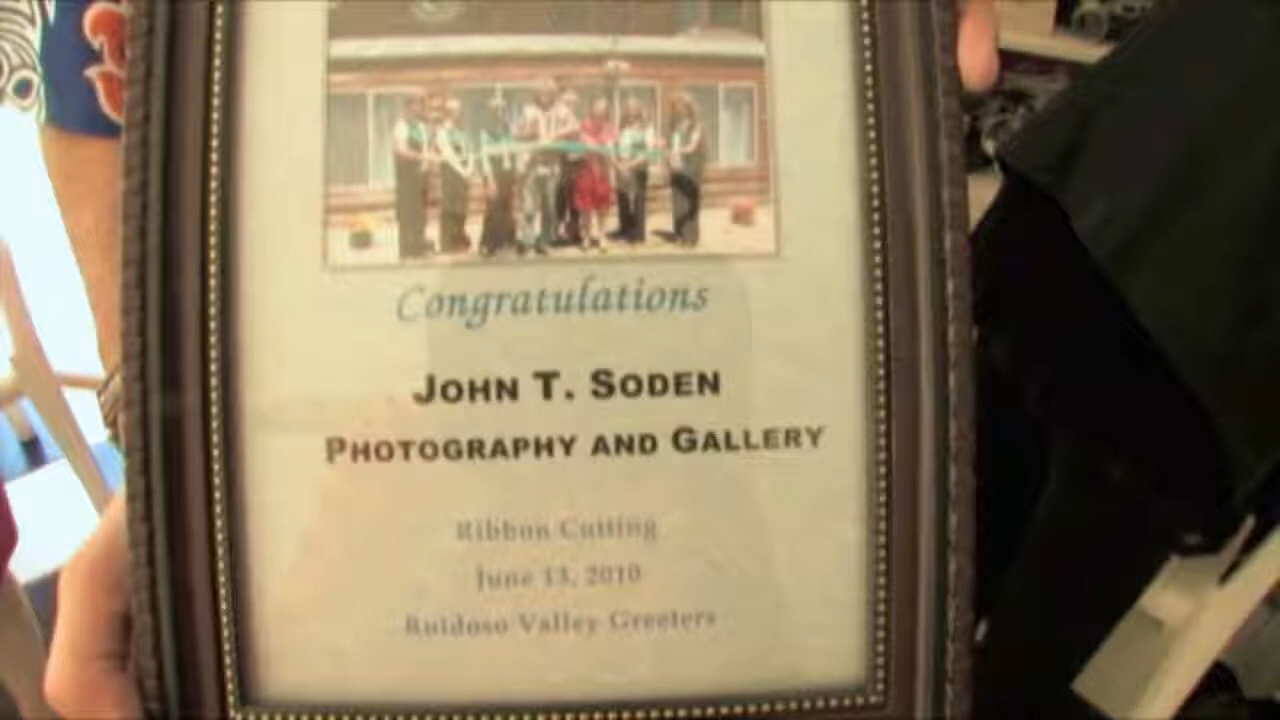 Congratulations
JOHN T. SODEN
PHOTOGRAPHY AND GALLERY
Ribbon Cutting
June 13, 2010
Ruidoso Valley Greeters